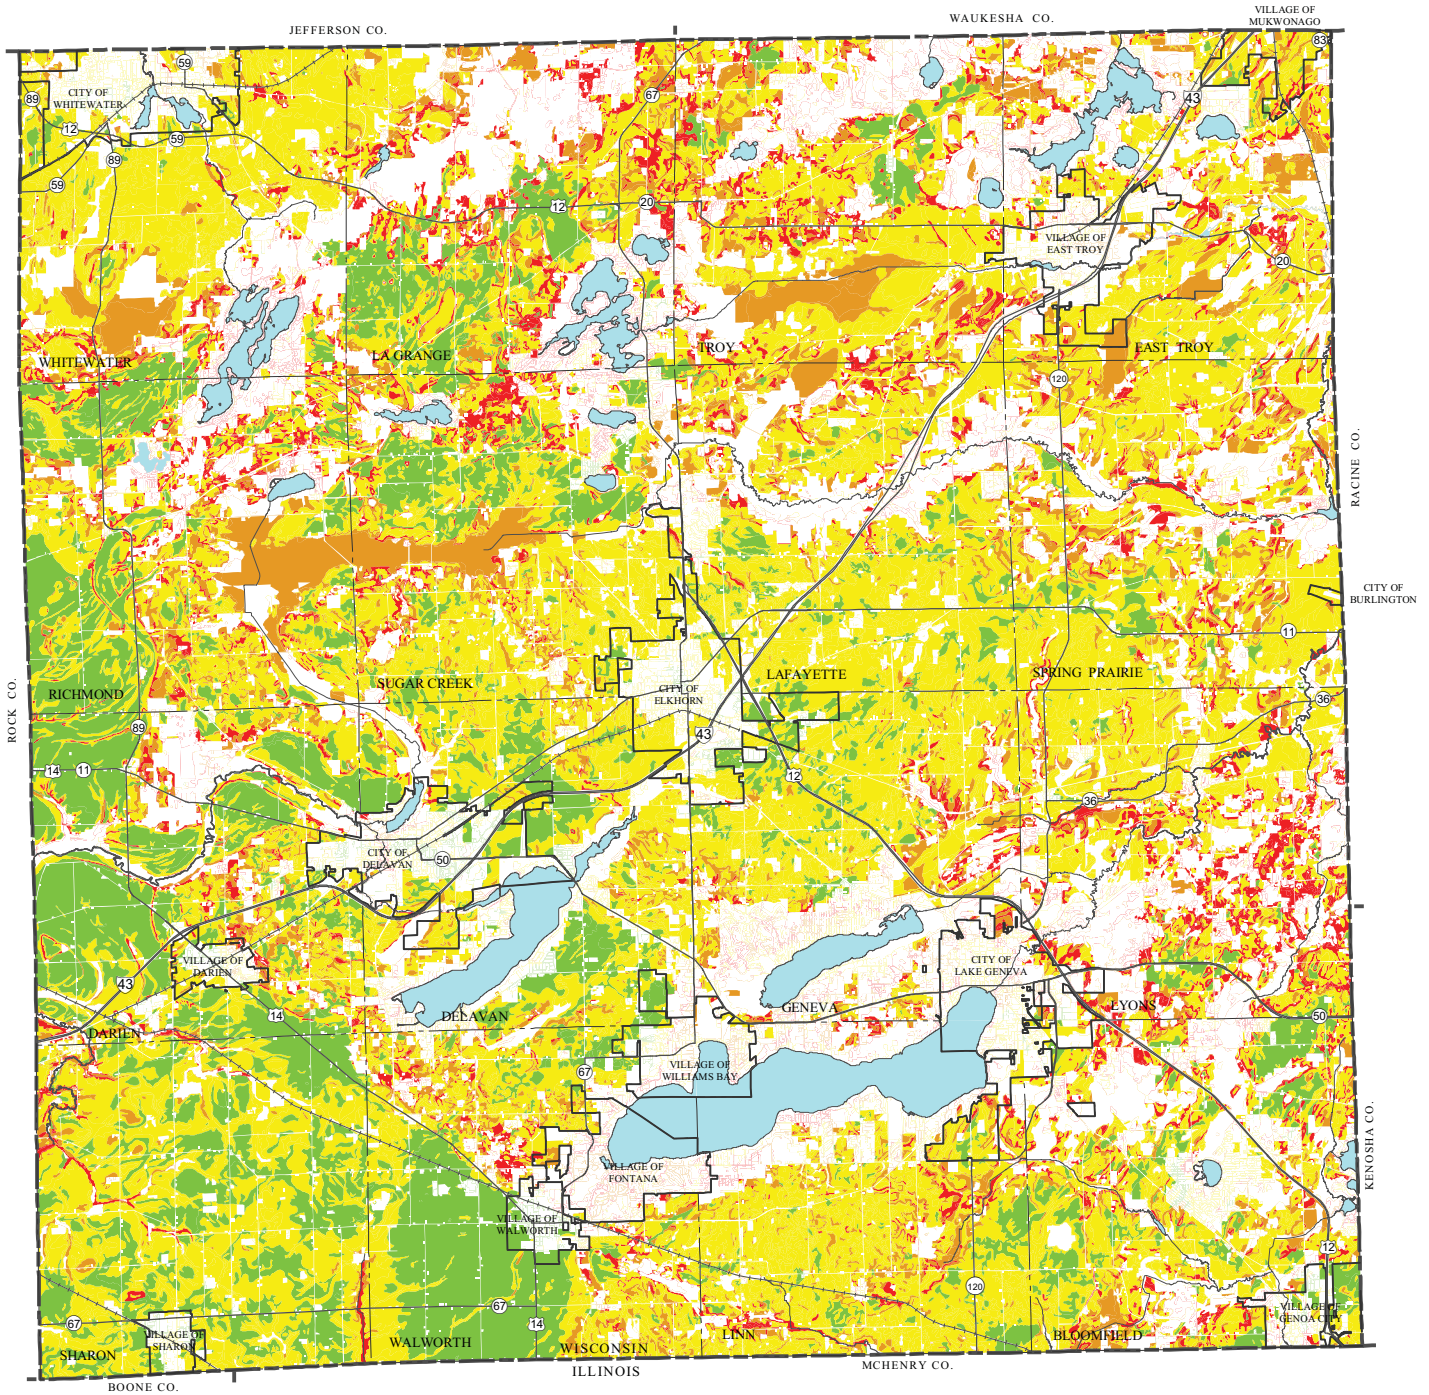 JEFFERSON CO.
WAUKESHA CO.
VILLAGE OF
MUKWONAGO
83
59
89
CITY OF
WHITEWATER
12
67
43
59
89
59
12
20
VILLAGE OF
EAST TROY
20
WHITEWATER
LA GRANGE
TROY
EAST TROY
120
RACINE CO.
CITY OF
BURLINGTON
11
ROCK CO.
RICHMOND
SUGAR CREEK
CITY OF
ELKHORN
LAFAYETTE
SPRING PRAIRIE
36
89
43
14
11
12
36
CITY OF
DELAVAN
50
VILLAGE OF
DARIEN
43
CITY OF
LAKE GENEVA
GENEVA
LYONS
50
DARIEN
14
DELAVAN
67
VILLAGE OF
WILLIAMS BAY
KENOSHA CO.
VILLAGE OF
FONTANA
VILLAGE OF
WALWORTH
12
120
67
67
14
VILLAGE OF
SHARON
VILLAGE OF
GENOA CITY
SHARON
WALWORTH
WISCONSIN
ILLINOIS
LINN
BLOOMFIELD
MCHENRY CO.
BOONE CO.